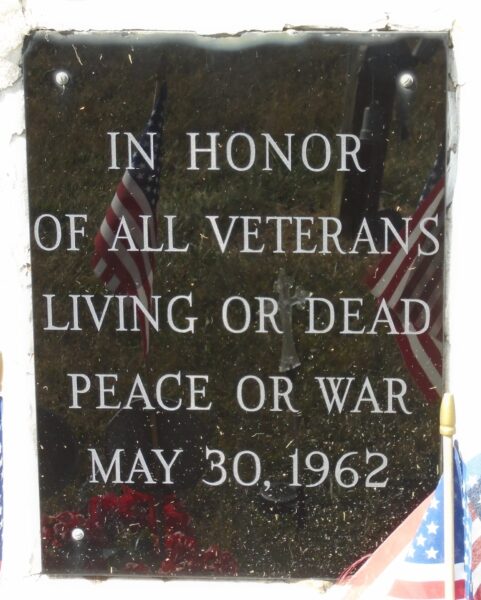 IN HONOR
OF ALL VETERANS
LIVING OR DEAD
PEACE OR WAR
MAY 30, 1962